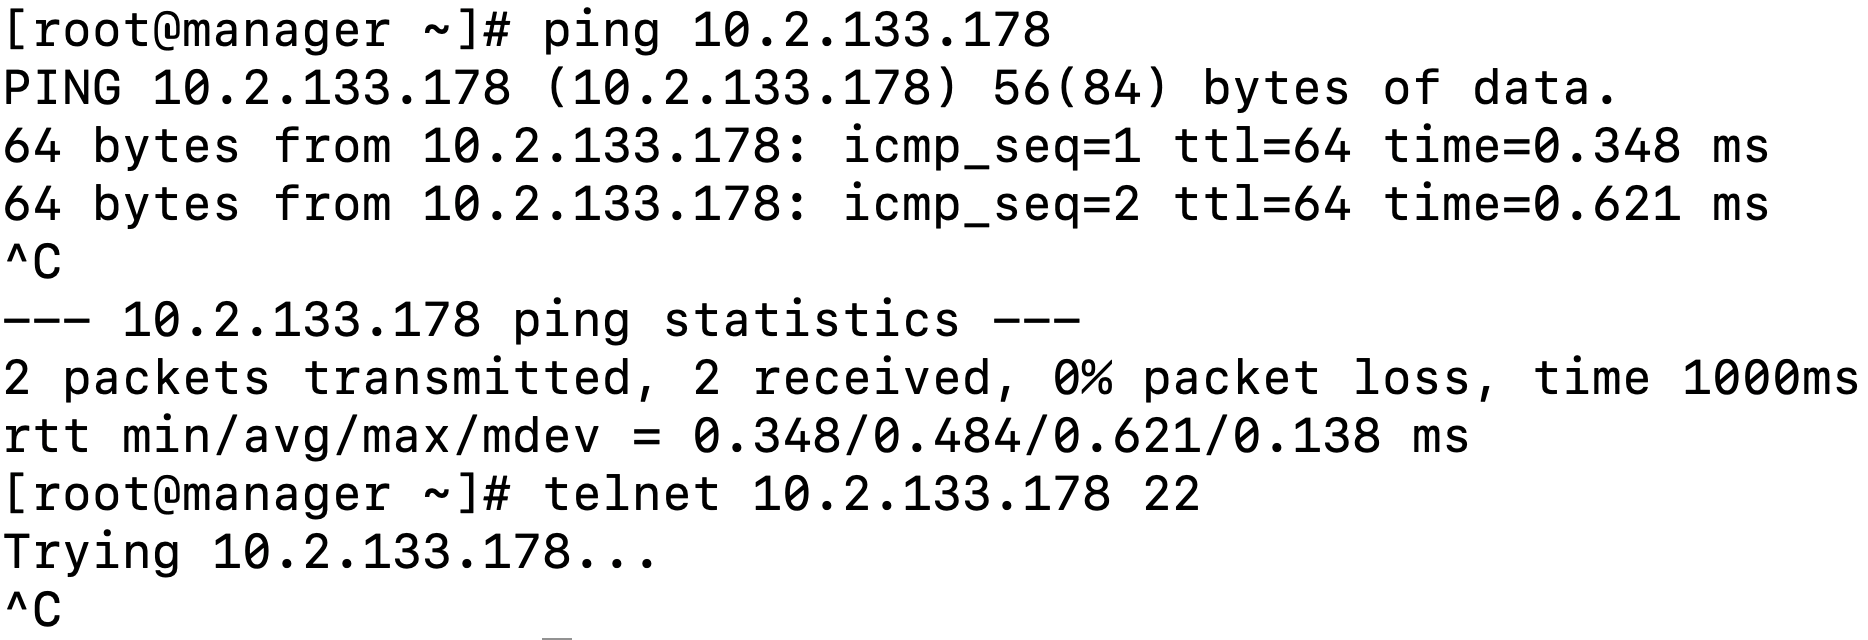 [root@manager ~]# ping 10.2.133.178
PING 10.2.133.178 (10.2.133.178) 56(84) bytes of data.
64 bytes from 10.2.133.178: icmp_seq=1 ttl=64 time=0.348 ms
64 bytes from 10.2.133.178: icmp_seq=2 ttl=64 time=0.621 ms
^C
--- 10.2.133.178 ping statistics ---
2 packets transmitted, 2 received, 0% packet loss, time 1000ms
rtt min/avg/max/mdev = 0.348/0.484/0.621/0.138 ms
[root@manager ~]# telnet 10.2.133.178 22
Trying 10.2.133.178...
^C